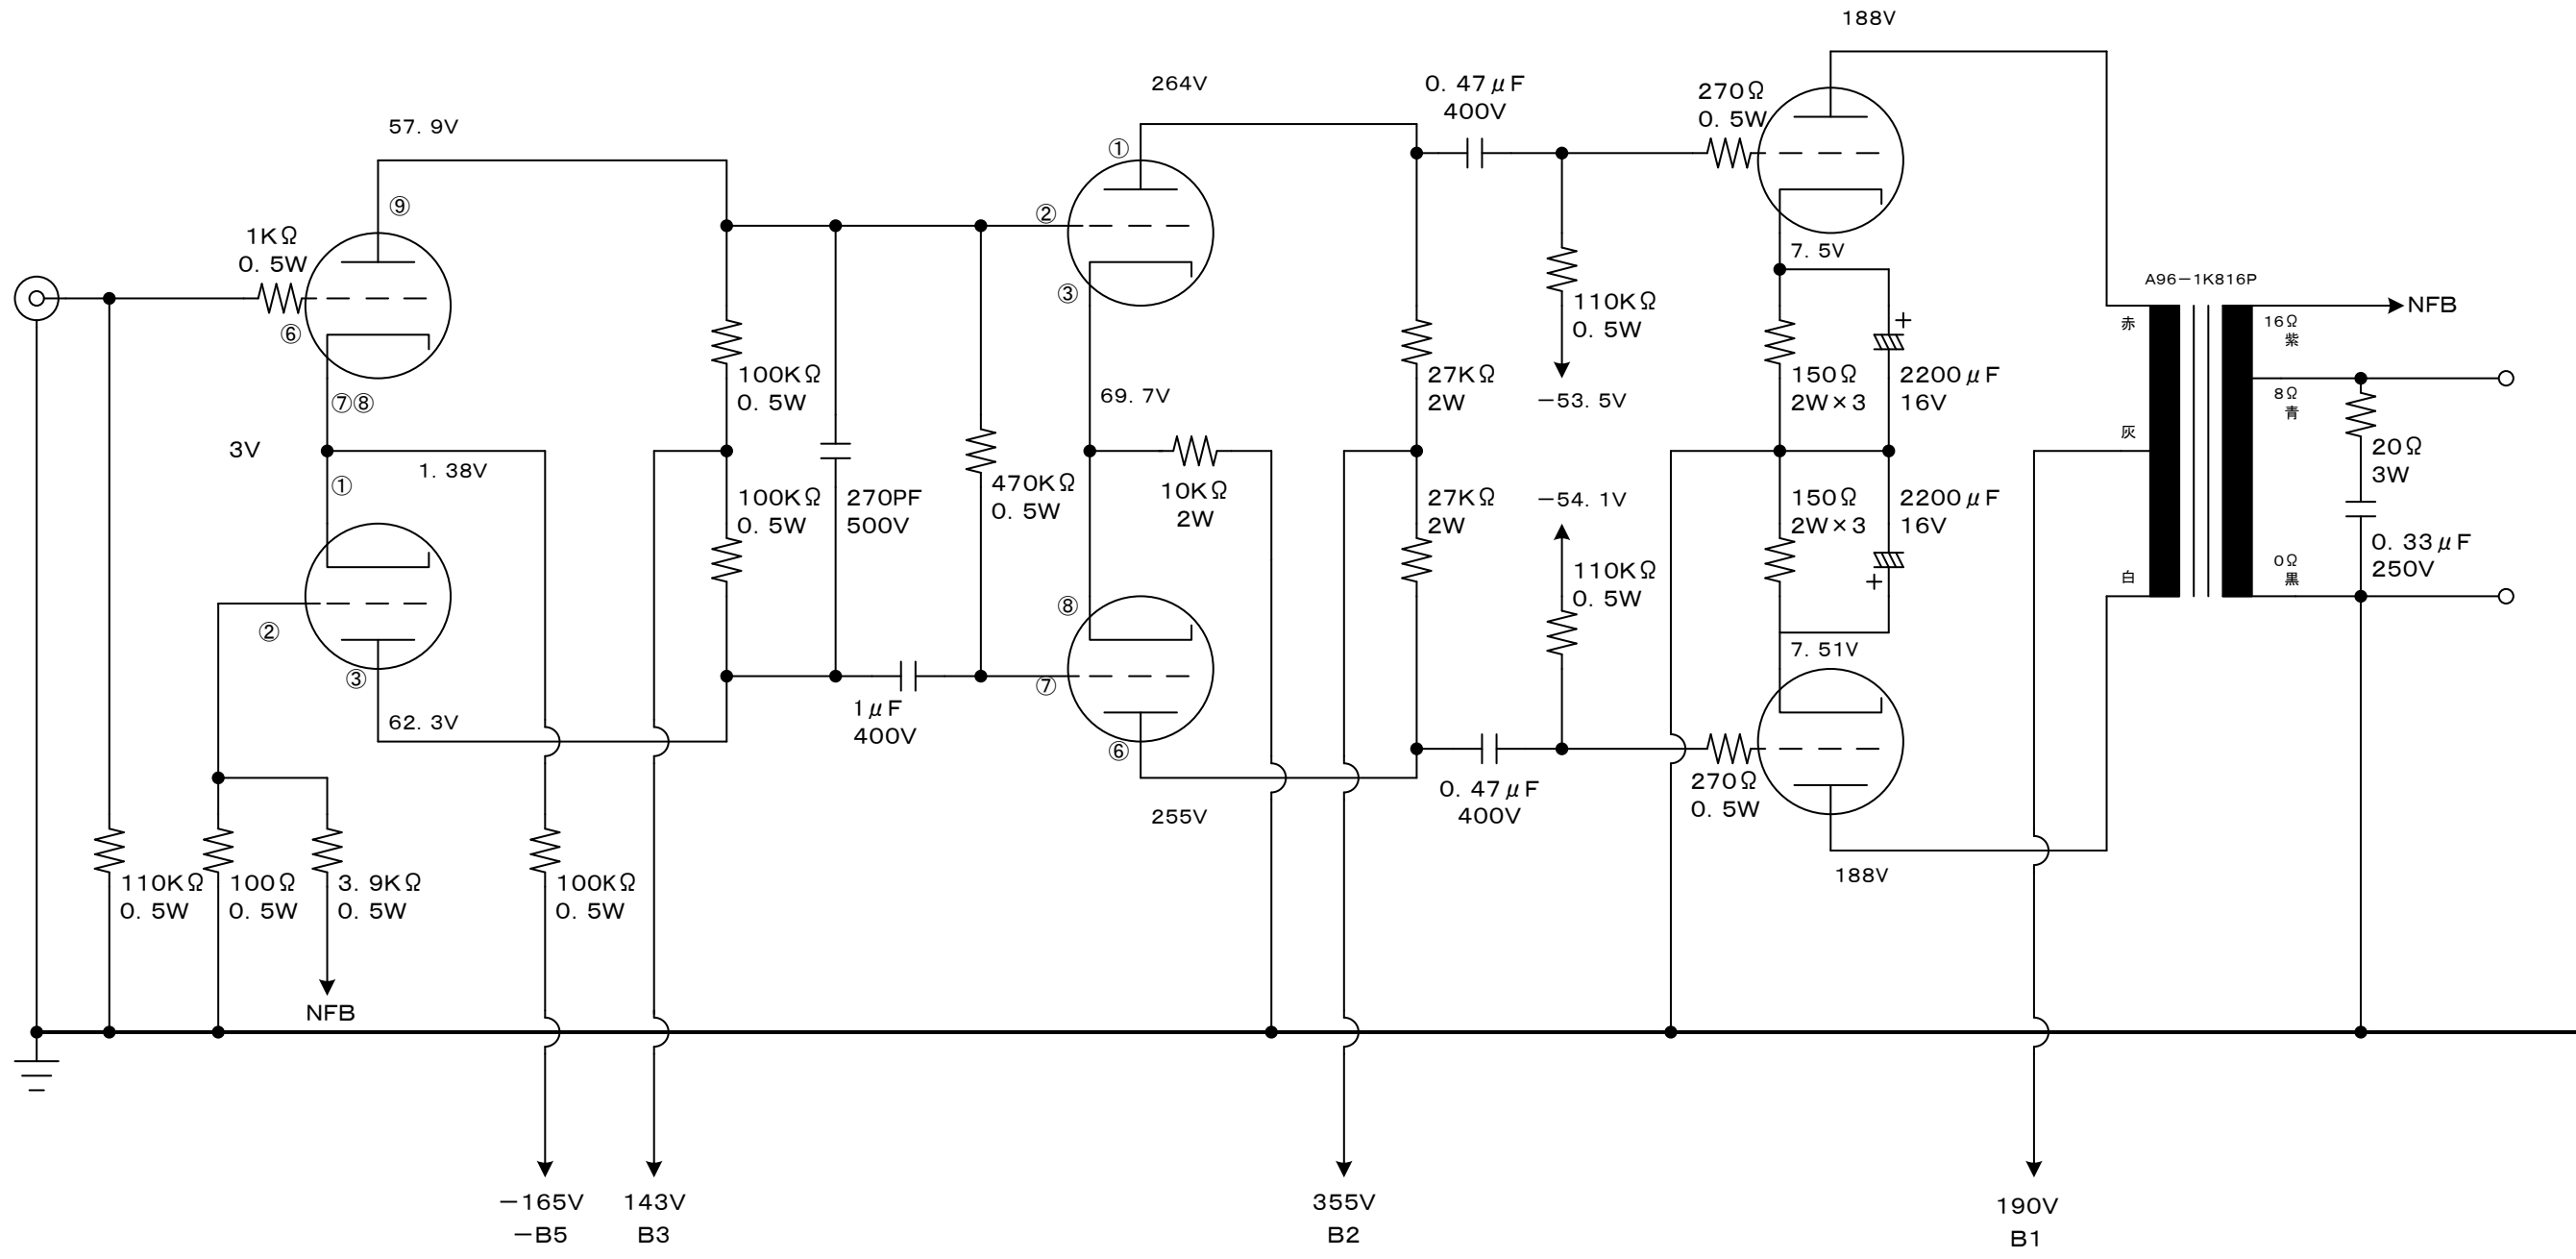 188V
264V
0. 47μF
400V
270Ω
0. 5W
57. 9V
①
⑨
②
1KΩ
0. 5W
7. 5V
A96−1K816P
③
110KΩ
0. 5W
NFB
⑥
赤
16Ω
紫
100KΩ
0. 5W
27KΩ
2W
150Ω
2W×3
2200μF
16V
+
⑦⑧
69. 7V
−53. 5V
8Ω
青
灰
3V
1. 38V
20Ω
3W
①
100KΩ
0. 5W
270PF
500V
470KΩ
0. 5W
10KΩ
2W
27KΩ
2W
−54. 1V
150Ω
2W×3
2200μF
16V
+
0. 33μF
250V
0Ω
黒
白
110KΩ
0. 5W
⑧
②
③
7. 51V
⑦
62. 3V
1μF
400V
⑥
0. 47μF
400V
270Ω
0. 5W
255V
188V
110KΩ
0. 5W
100Ω
0. 5W
3. 9KΩ
0. 5W
100KΩ
0. 5W
NFB
−165V
−B5
143V
B3
355V
B2
190V
B1